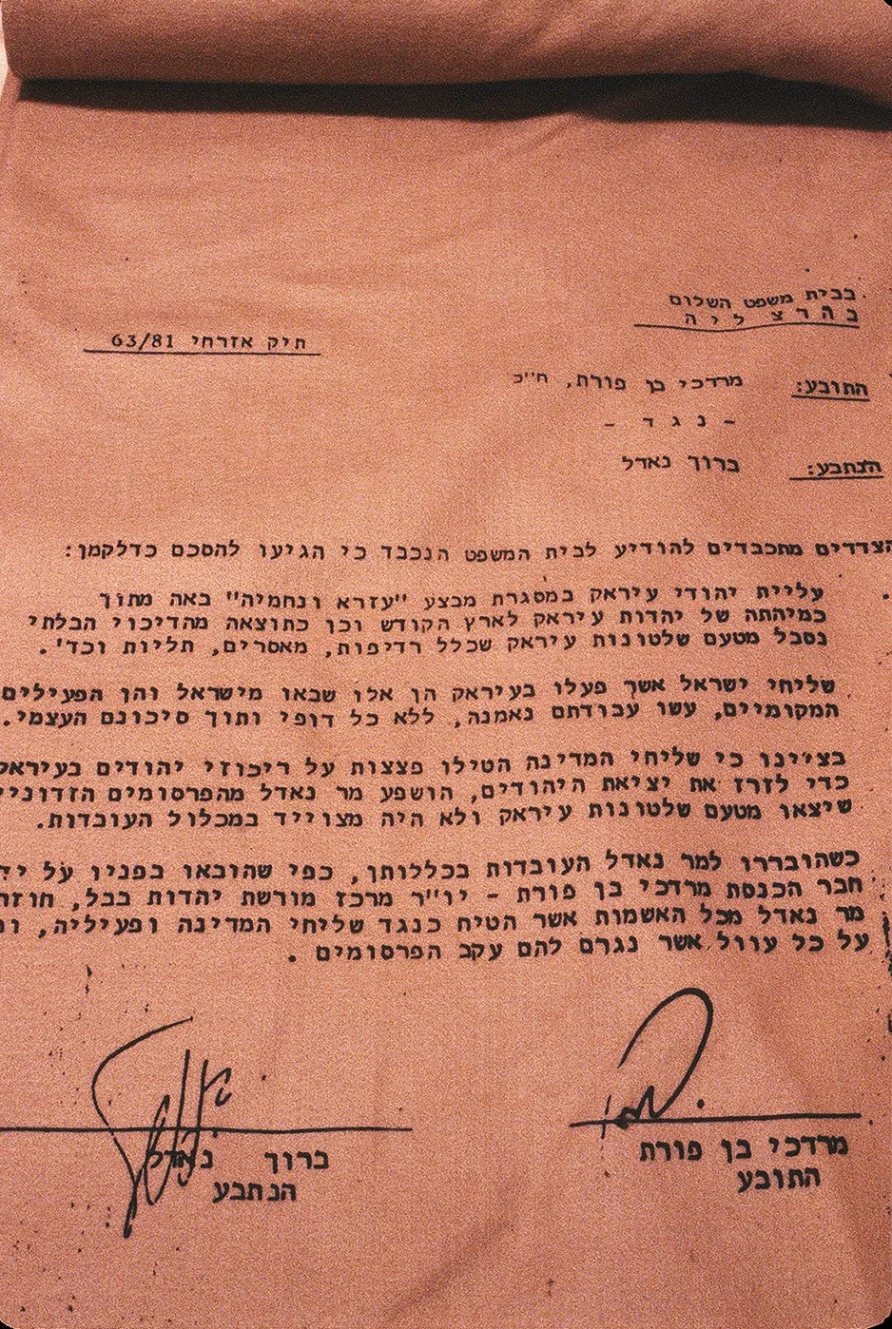 בבית משפט השלום
בהרצליה
תיק אזרחי 63/81
התובע: מרדכי בן פורת, ח"כ
- נ ג ד -
הנתבע: ברוך נאדל
הצדדים מתכבדים להודיע לבית המשפט הנכבד כי הגיעו להסכם כדלקמן:
עליית יהודי עיראק במסגרת מבצע "עזרא ונחמיה" באה מתוך
כמיהתה של יהדות עיראק לארץ הקודש וכן כתוצאה מהדיכוי הבלתי
נסבל מטעם שלטונות עיראק שכלל רדיפות, מאסרים, תליות וכד'.
שליחי ישראל אשר פעלו בעיראק הן אלו שבאו מישראל והן הפעילים
המקומיים, עשו עבודתם נאמנה, ללא כל דופי ותוך סיכונם העצמי.
בציינו כי שליחי המדינה הטילו פצצות על ריכוזי יהודים בעיראק
כדי לזרז את יציאת היהודים, הושפע מר נאדל מהפרסומים
שיצאו מטעם שלטונות עיראק ולא היה מצוייד במכלול העובדות.
כשהובררו למר נאדל העובדות בכללותן, כפי שהובאו בפניו על
חבר הכנסת מרדכי בן פורת - יו"ר מרכז מורשת יהדות בבל,
מר נאדל מכל האשמות אשר הטיח כנגד שליחי המדינה ופעיליה,
על כל עוול אשר נגרם להם עקב הפרסומים.
מרדכי בן פורת
התובע
ברוך נאדל
הנתבע